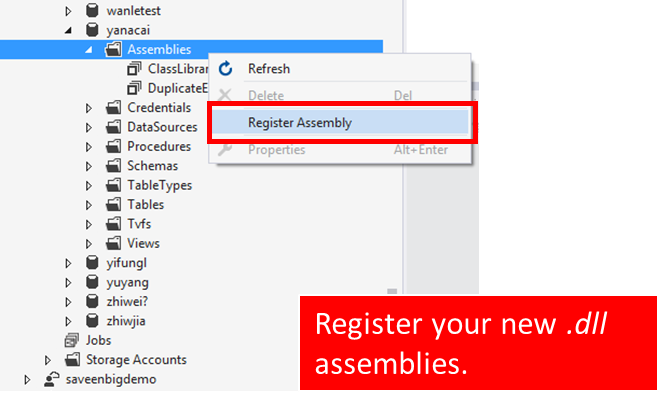 wanletest
yanacai
Assemblies
ClassLibrar
DuplicateE
Credentials
DataSources
Procedures
Schemas
TableTypes
Tables
Tvfs
Views
yifungl
yuyang
zhiwei?
zhiwjia
Jobs
Storage Accounts
saveenbigdemo
Refresh
Delete Del
Register Assembly
Properties Alt+Enter
Register your new .dll
assemblies.